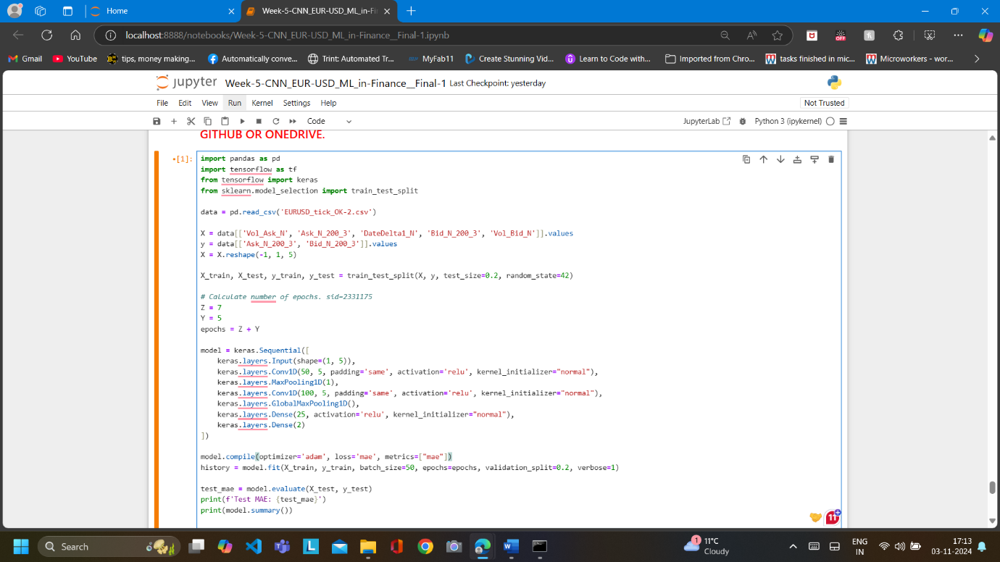 Home
Week-5-CNN_EUR-USD_ML_in-Fi
localhost:8888/notebooks/Week-5-CNN_EUR-USD_ML_in-Finance__Final-1.ipynb
Gmail YouTube tips, money making... Automatically conve... Trint: Automated Tr... MyFab11 Create Stunning Vid... Learn to Code with... Imported from Chro... tasks finished in mic... Microworkers - wor...
jupyter Week-5-CNN_EUR-USD_ML_in-Finance__Final-1 Last Checkpoint: yesterday
File Edit View Run Kernel Settings Help Not Trusted
Code JupyterLab Python 3 (ipykernel)
GITHUB OR ONEDRIVE.
•[1]: import pandas as pd
import tensorflow as tf
from tensorflow import keras
from sklearn.model_selection import train_test_split
data = pd.read_csv('EURUSD_tick_OK-2.csv')
X = data[['Vol_Ask_N', 'Ask_N_200_3', 'DateDelta1_N', 'Bid_N_200_3', 'Vol_Bid_N']].values
y = data[['Ask_N_200_3', 'Bid_N_200_3']].values
X = X.reshape(-1, 1, 5)
X_train, X_test, y_train, y_test = train_test_split(X, y, test_size=0.2, random_state=42)
# Calculate number of epochs. sid=2331175
Z = 7
Y = 5
epochs = Z + Y
model = keras.Sequential([
keras.layers.Input(shape=(1, 5)),
keras.layers.Conv1D(50, 5, padding='same', activation='relu', kernel_initializer="normal"),
keras.layers.MaxPooling1D(1),
keras.layers.Conv1D(100, 5, padding='same', activation='relu', kernel_initializer="normal"),
keras.layers.GlobalMaxPooling1D(),
keras.layers.Dense(25, activation='relu', kernel_initializer="normal"),
keras.layers.Dense(2)
])
model.compile(optimizer='adam', loss='mae', metrics=["mae"])
history = model.fit(X_train, y_train, batch_size=50, epochs=epochs, validation_split=0.2, verbose=1)
test_mae = model.evaluate(X_test, y_test)
print(f'Test MAE: {test_mae}')
print(model.summary())
11
Search
1 11°C
Cloudy
ENG
IN
17:13
03-11-2024